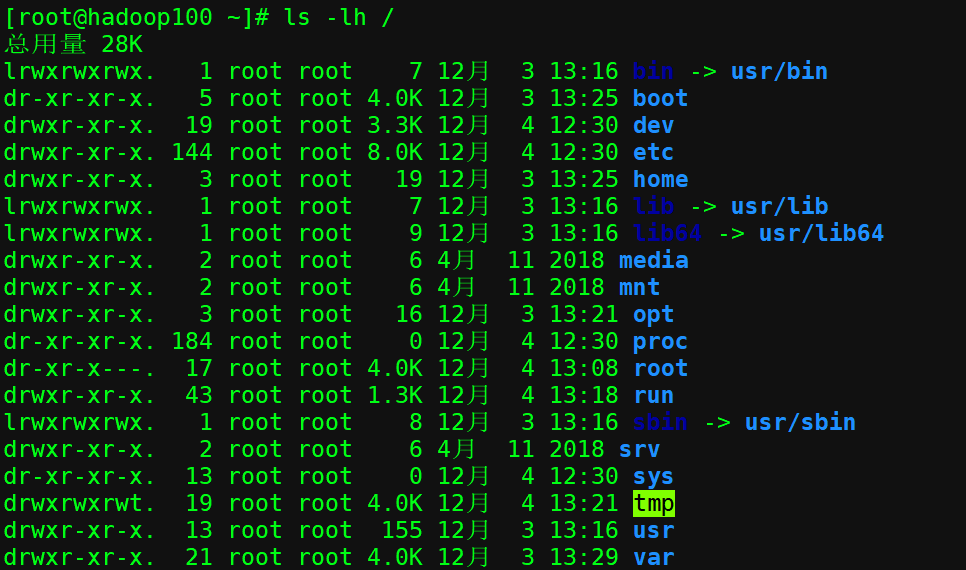 [root@hadoop100 ~]# ls -lh /
总用量 28K
lrwxrwxrwx.   1 root root    7 12月  3 13:16 bin -> usr/bin
dr-xr-xr-x.   5 root root 4.0K 12月  3 13:25 boot
drwxr-xr-x.  19 root root 3.3K 12月  4 12:30 dev
drwxr-xr-x. 144 root root 8.0K 12月  4 12:30 etc
drwxr-xr-x.   3 root root   19 12月  3 13:25 home
lrwxrwxrwx.   1 root root    7 12月  3 13:16 lib -> usr/lib
lrwxrwxrwx.   1 root root    9 12月  3 13:16 lib64 -> usr/lib64
drwxr-xr-x.   2 root root    6 4月  11 2018 media
drwxr-xr-x.   2 root root    6 4月  11 2018 mnt
drwxr-xr-x.   3 root root   16 12月  3 13:21 opt
dr-xr-xr-x. 184 root root    0 12月  4 12:30 proc
dr-xr-x---.  17 root root 4.0K 12月  4 13:08 root
drwxr-xr-x.  43 root root 1.3K 12月  4 13:18 run
lrwxrwxrwx.   1 root root    8 12月  3 13:16 sbin -> usr/sbin
drwxr-xr-x.   2 root root    6 4月  11 2018 srv
dr-xr-xr-x.  13 root root    0 12月  4 12:30 sys
drwxrwxrwt.  19 root root 4.0K 12月  4 13:21 tmp
drwxr-xr-x.  13 root root  155 12月  3 13:16 usr
drwxr-xr-x.  21 root root 4.0K 12月  3 13:29 var